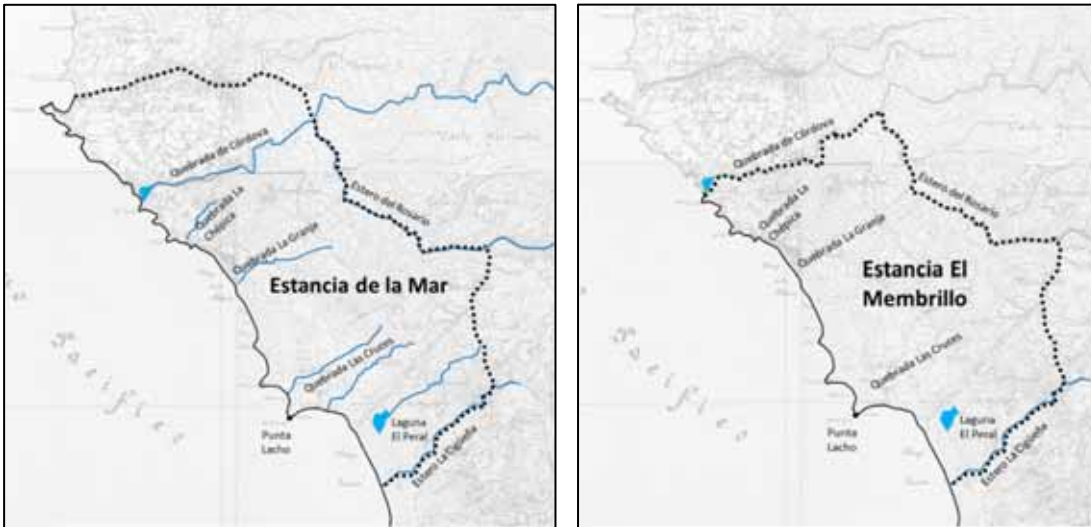 Quebrada de Córdova
Quebrada La
Chépica
Estero del Rosario
Quebrada La Granja
Estancia de la Mar
Quebrada Las Cruces
Punta
Lacho
Laguna
El Peral
Estero La Cigüeña
Quebrada de Córdova
Quebrada La
Chépica
Estero del Rosario
Quebrada La Granja
Estancia El
Membrillo
Quebrada Las Cruces
Punta
Lacho
Laguna
El Peral
Estero La Cigüeña